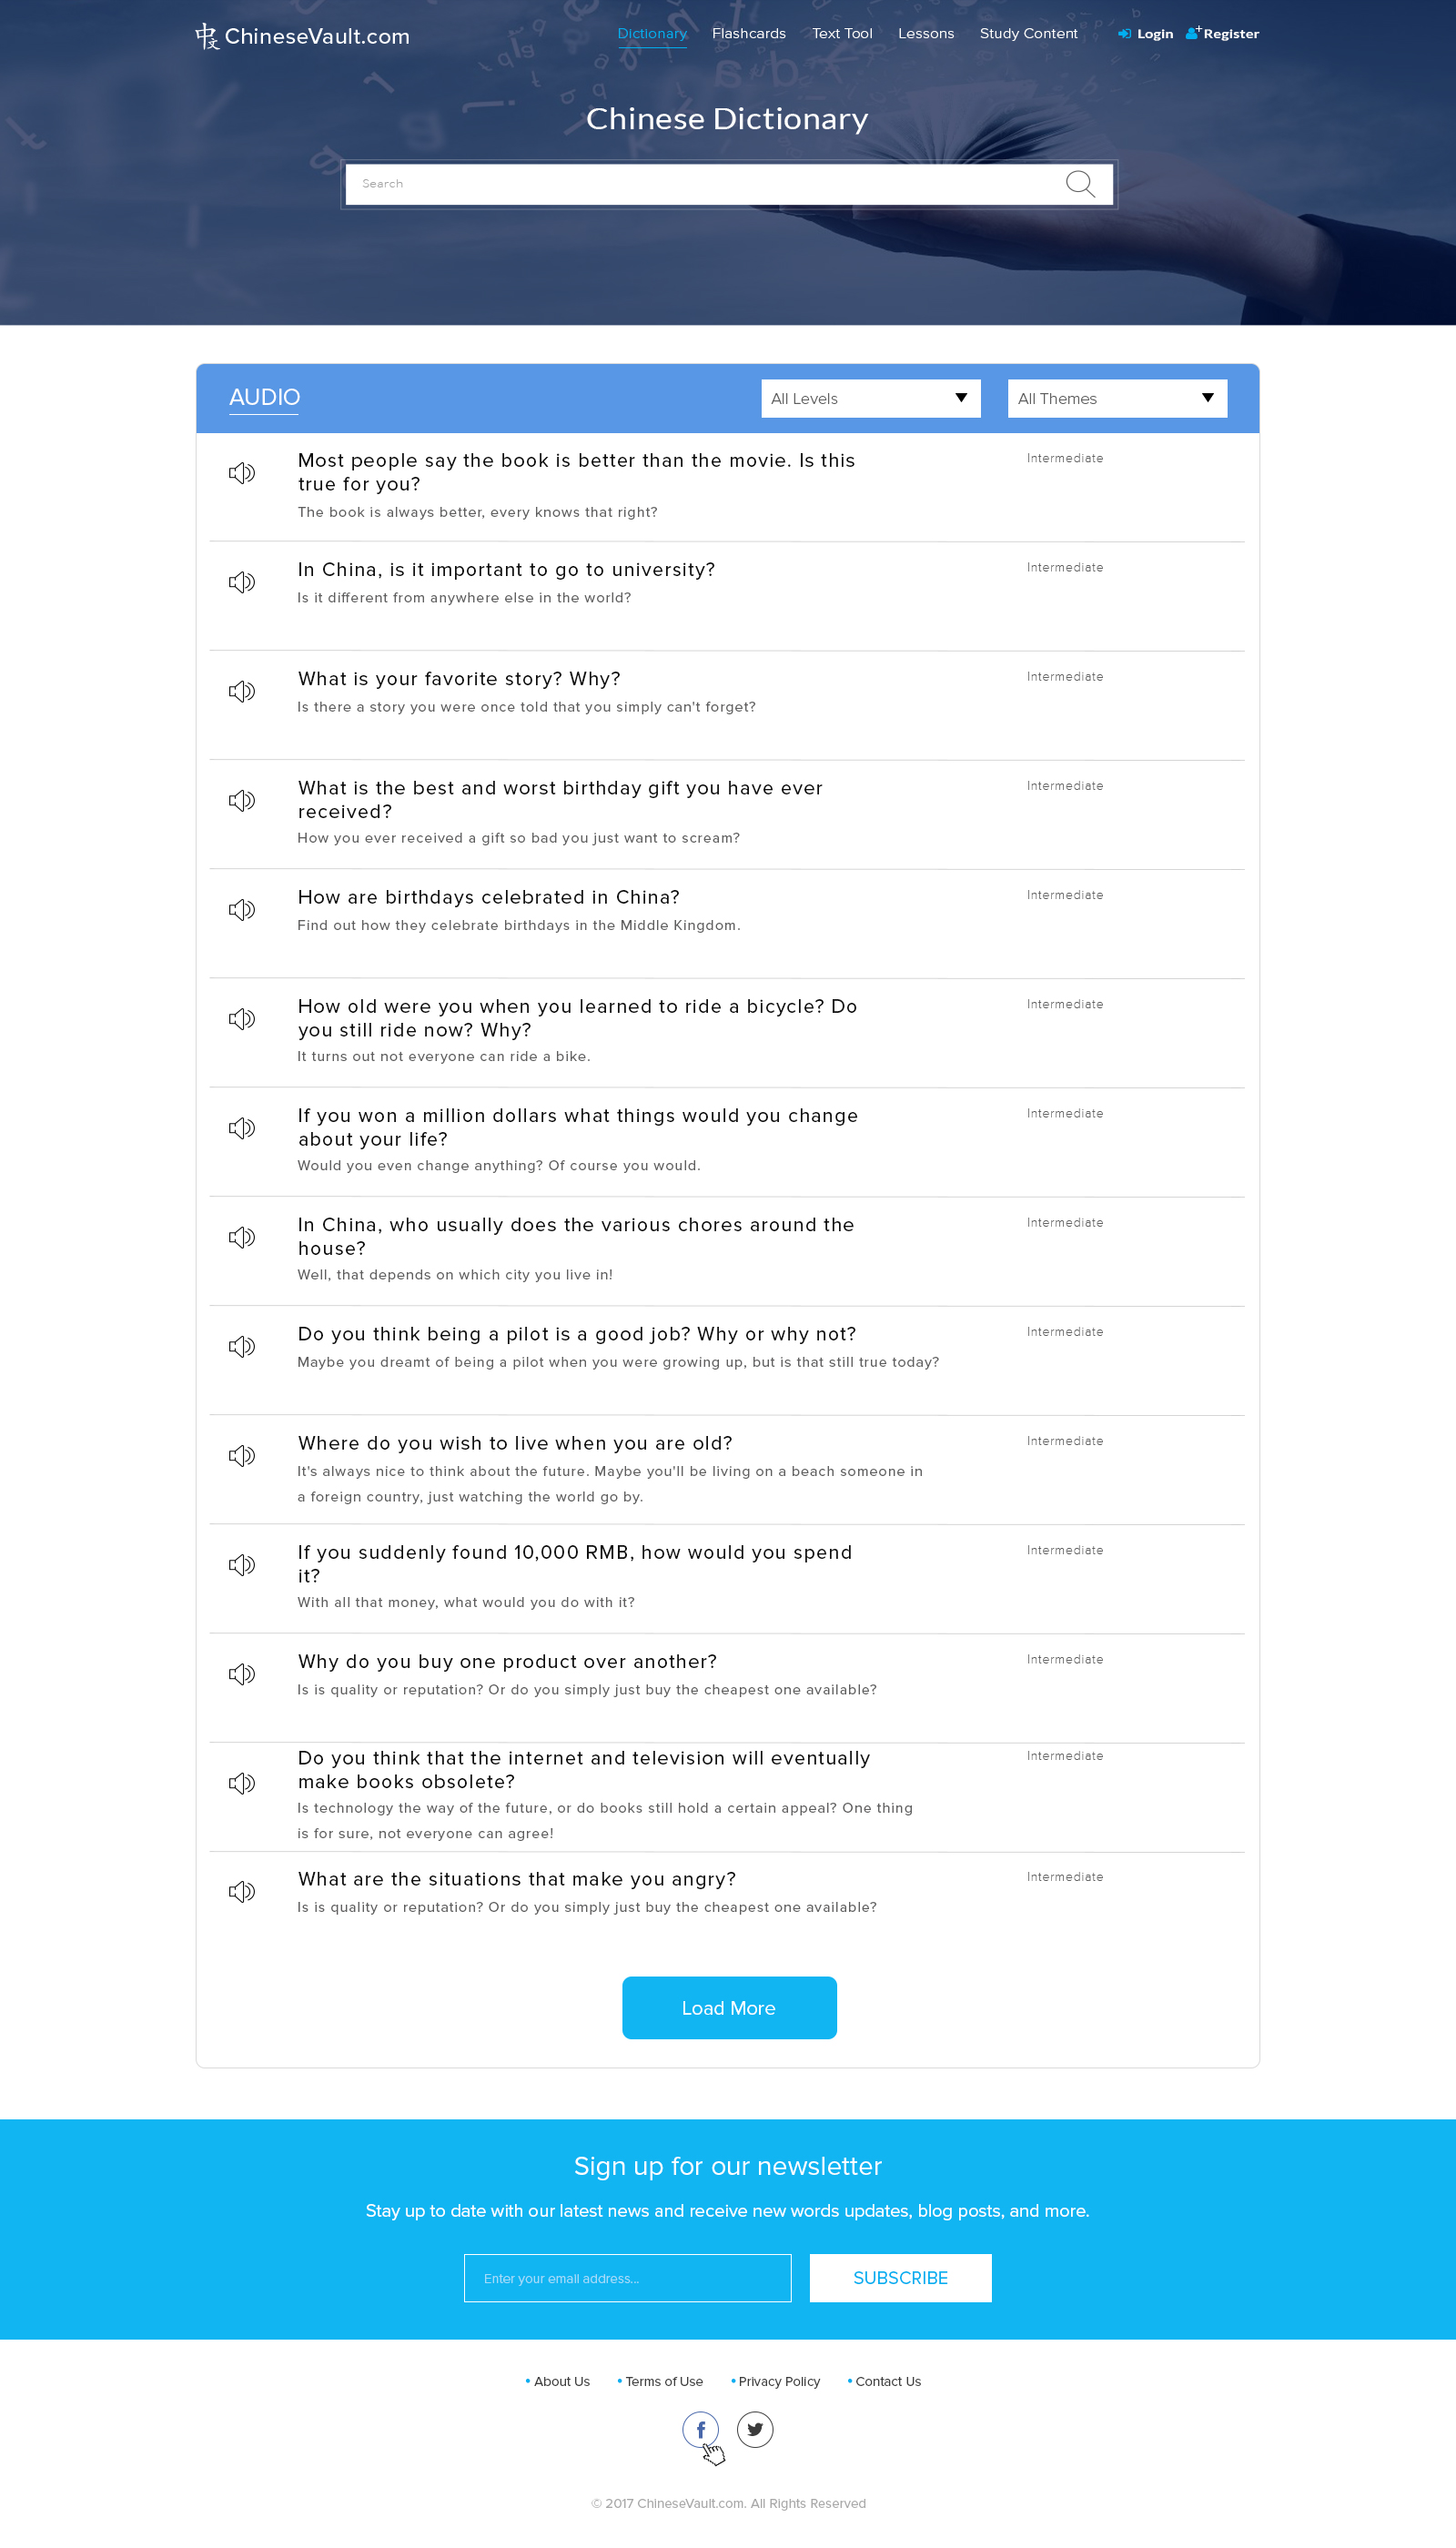 ChineseVault.com
Dictionary Flashcards Text Tool Lessons Study Content Login Register
Chinese Dictionary
Search
AUDIO All Levels All Themes
Most people say the book is better than the movie. Is this Intermediate
true for you?
The book is always better, every knows that right?
In China, is it important to go to university? Intermediate
Is it different from anywhere else in the world?
What is your favorite story? Why? Intermediate
Is there a story you were once told that you simply can't forget?
What is the best and worst birthday gift you have ever Intermediate
received?
How you ever received a gift so bad you just want to scream?
How are birthdays celebrated in China? Intermediate
Find out how they celebrate birthdays in the Middle Kingdom.
How old were you when you learned to ride a bicycle? Do Intermediate
you still ride now? Why?
It turns out not everyone can ride a bike.
If you won a million dollars what things would you change Intermediate
about your life?
Would you even change anything? Of course you would.
In China, who usually does the various chores around the Intermediate
house?
Well, that depends on which city you live in!
Do you think being a pilot is a good job? Why or why not? Intermediate
Maybe you dreamt of being a pilot when you were growing up, but is that still true today?
Where do you wish to live when you are old? Intermediate
It's always nice to think about the future. Maybe you'll be living on a beach someone in
a foreign country, just watching the world go by.
If you suddenly found 10,000 RMB, how would you spend Intermediate
it?
With all that money, what would you do with it?
Why do you buy one product over another? Intermediate
Is is quality or reputation? Or do you simply just buy the cheapest one available?
Do you think that the internet and television will eventually Intermediate
make books obsolete?
Is technology the way of the future, or do books still hold a certain appeal? One thing
is for sure, not everyone can agree!
What are the situations that make you angry? Intermediate
Is is quality or reputation? Or do you simply just buy the cheapest one available?
Load More
Sign up for our newsletter
Stay up to date with our latest news and receive new words updates, blog posts, and more.
Enter your email address... SUBSCRIBE
• About Us • Terms of Use • Privacy Policy • Contact Us
© 2017 ChineseVault.com. All Rights Reserved